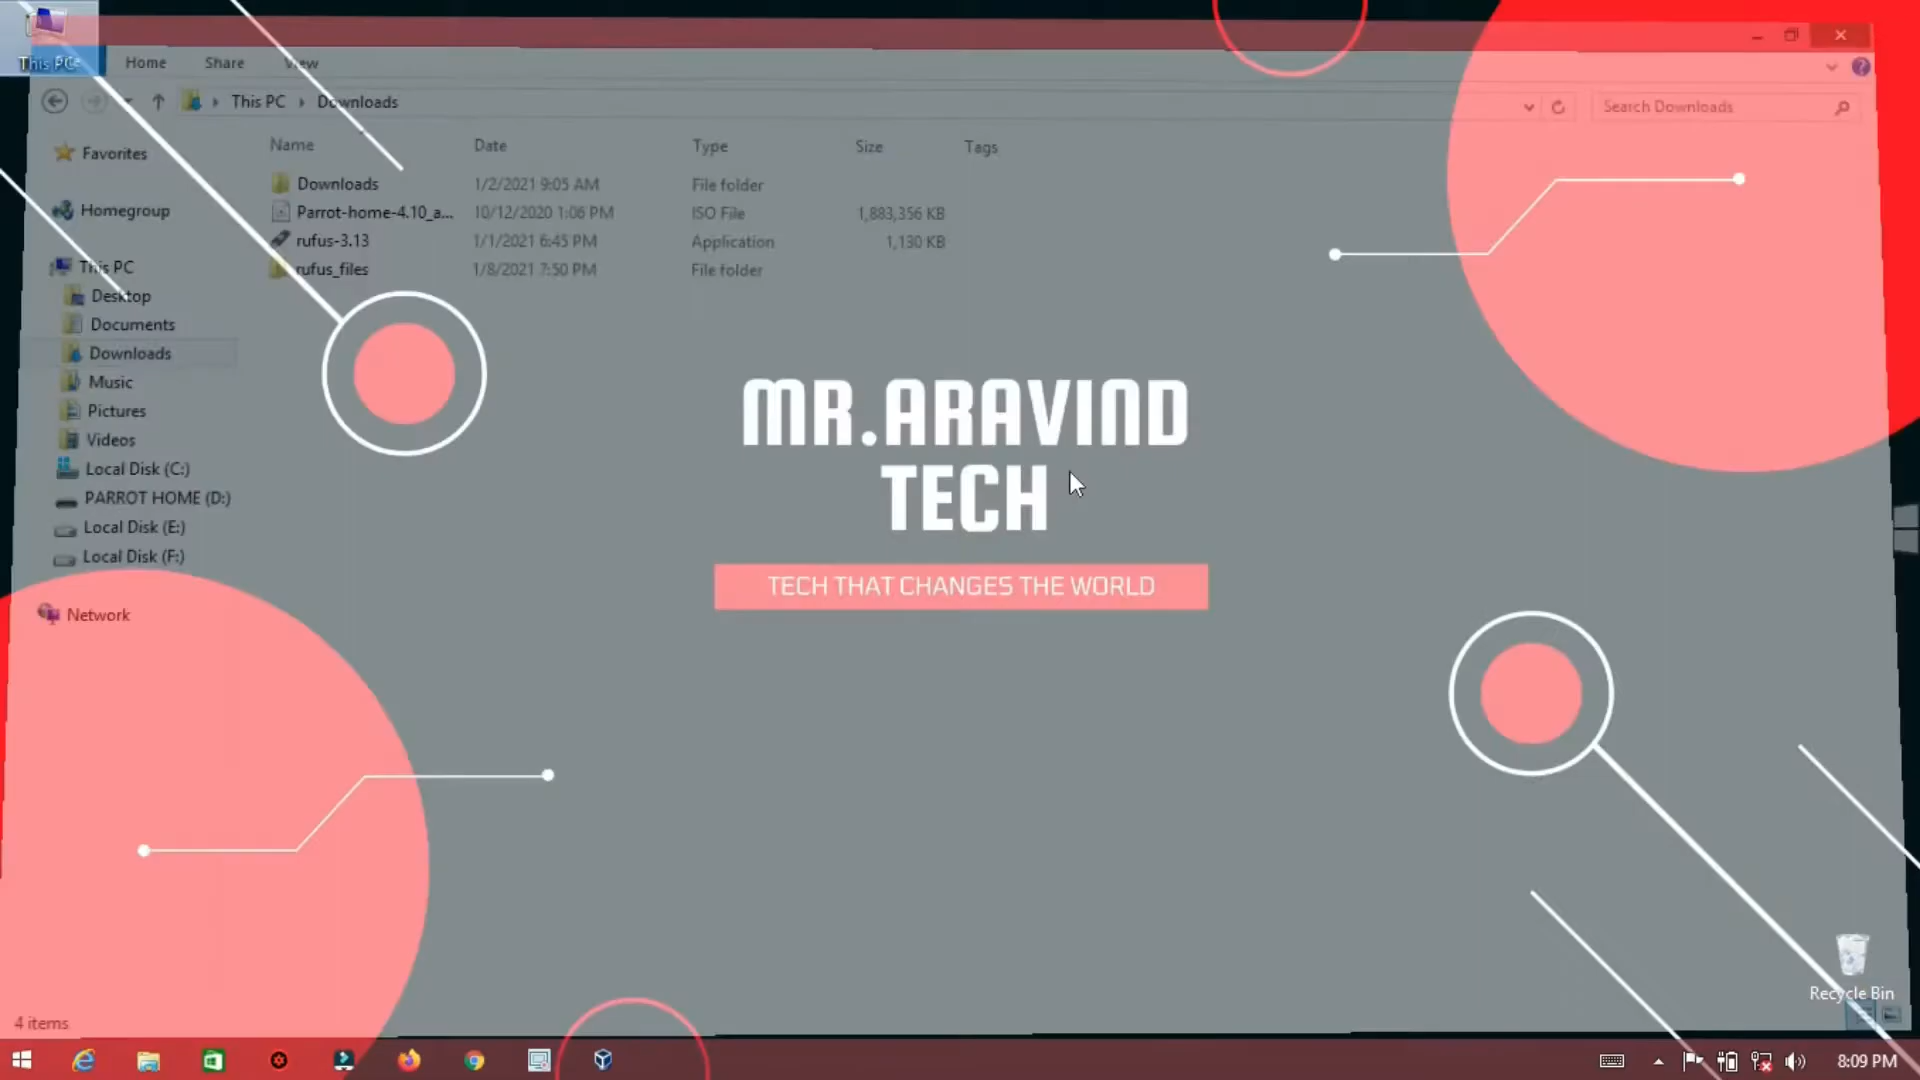 This PC
Home Share View
This PC Downloads
Search Downloads
Name Date Type Size Tags
Favorites
Downloads 1/2/2021 9:05 AM File folder
Homegroup
Parrot-home-4.10_a... 10/12/2020 1:06 PM ISO File 1,883,356 KB
rufus-3.13 1/1/2021 6:45 PM Application 1,130 KB
This PC
rufus_files 1/8/2021 7:50 PM File folder
Desktop
Documents
Downloads
Music
Pictures
Videos
Local Disk (C:)
PARROT HOME (D:)
Local Disk (E:)
Local Disk (F:)
Network
MR.ARAVIND
TECH
TECH THAT CHANGES THE WORLD
Recycle Bin
4 items
8:09 PM